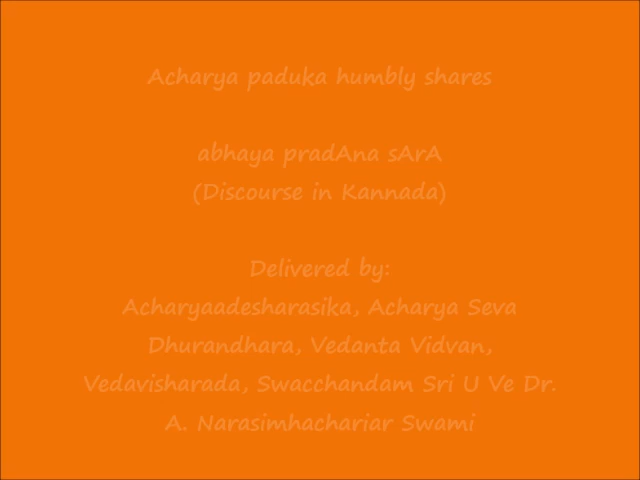 Acharya paduka humbly shares
abhaya pradAna sArA
(Discourse in Kannada)
Delivered by:
Acharyaadesharasika, Acharya Seva
Dhurandhara, Vedanta Vidvan,
Vedavisharada, Swacchandam Sri U Ve Dr.
A. Narasimhachariar Swami